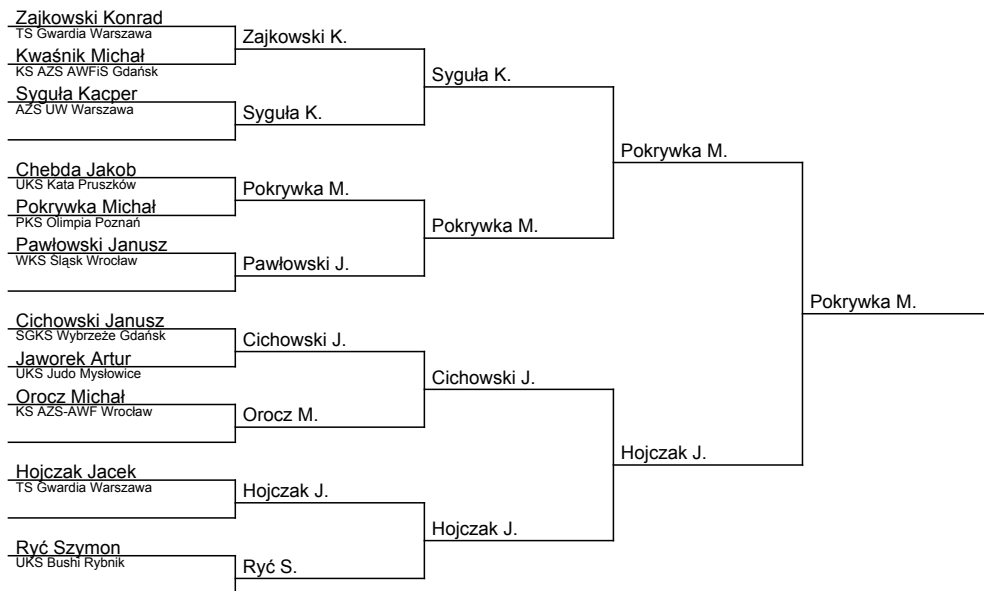 Zajkowski Konrad
TS Gwardia Warszawa
Kwaśnik Michał
KS AZS AWFiS Gdańsk
Syguła Kacper
AZS UW Warszawa
Chebda Jakob
UKS Kata Pruszków
Pokrywka Michał
PKS Olimpia Poznań
Pawłowski Janusz
WKS Śląsk Wrocław
Cichowski Janusz
SGKS Wybrzeże Gdańsk
Jaworek Artur
UKS Judo Mysłowice
Orocz Michał
KS AZS-AWF Wrocław
Hojczak Jacek
TS Gwardia Warszawa
Ryć Szymon
UKS Bushi Rybnik
Zajkowski K.
Syguła K.
Pokrywka M.
Pawłowski J.
Cichowski J.
Orocz M.
Hojczak J.
Ryć S.
Syguła K.
Pokrywka M.
Cichowski J.
Hojczak J.
Pokrywka M.
Hojczak J.
Pokrywka M.